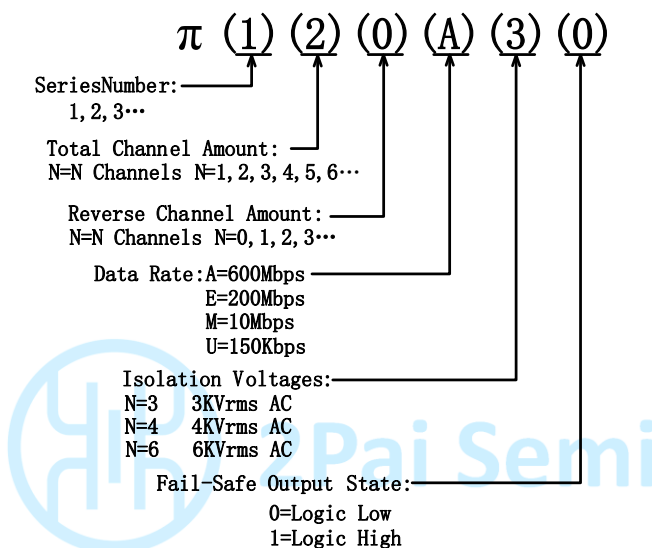 π (1) (2) (0) (A) (3) (0)
SeriesNumber:
1,2,3…
Total Channel Amount:
N=N Channels N=1,2,3,4,5,6…
Reverse Channel Amount:
N=N Channels N=0,1,2,3…
Data Rate:A=600Mbps
E=200Mbps
M=10Mbps
U=150Kbps
Isolation Voltages:
N=3 3KVrms AC
N=4 4KVrms AC
N=6 6KVrms AC
2Pai Semi
Fail-Safe Output State:
0=Logic Low
1=Logic High